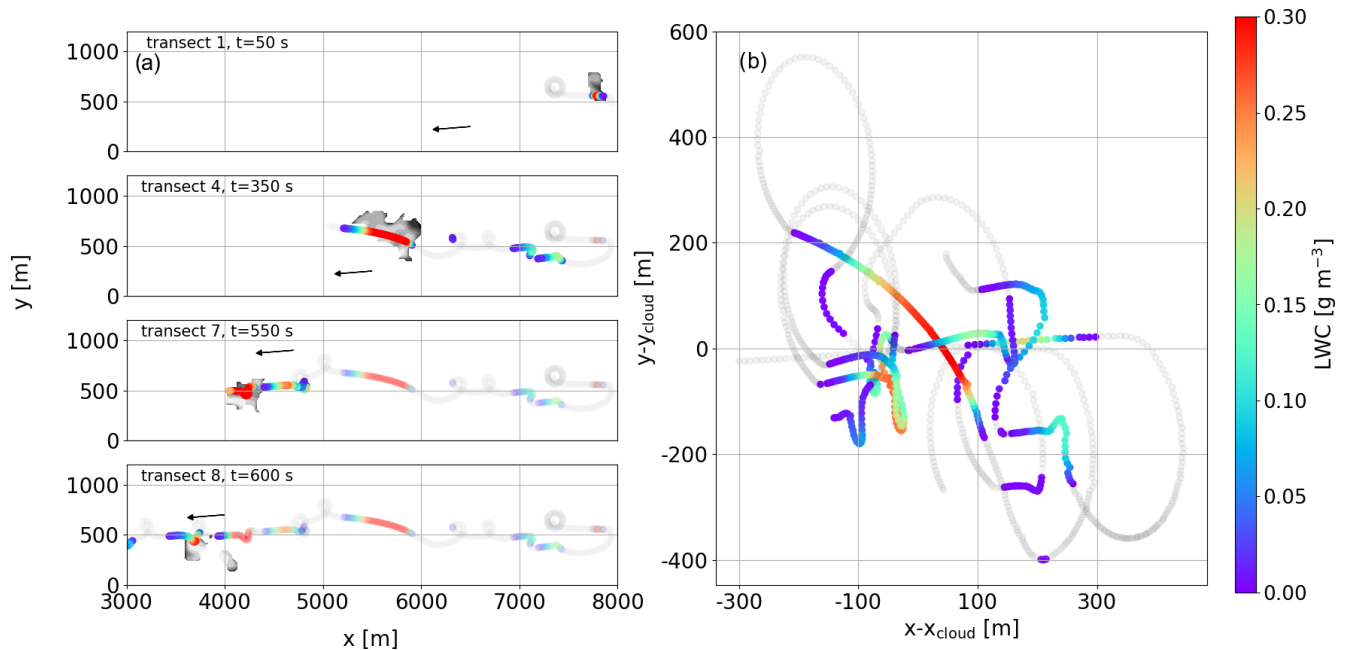 transect 1, t=50 s
(a)
1000
500
0
transect 4, t=350 s
1000
500
0
transect 7, t=550 s
1000
500
0
transect 8, t=600 s
1000
500
0
3000 4000 5000 6000 7000 8000
x [m]
y [m]
(b)
600
400
200
0
-200
-400
-300 -100 100 300
x-x_cloud [m]
y-y_cloud [m]
0.30
0.25
0.20
0.15
0.10
0.05
0.00
LWC [g m⁻³]